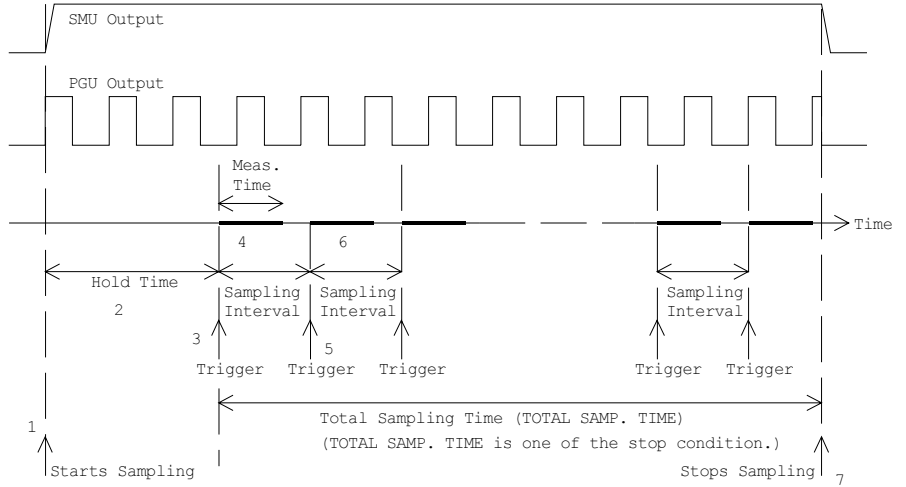 SMU Output
PGU Output
Meas.
Time
Time
4
6
Hold Time
2
Sampling
Interval
Sampling
Interval
Sampling
Interval
3
5
Trigger
Trigger
Trigger
Trigger
Trigger
Total Sampling Time (TOTAL SAMP. TIME)
(TOTAL SAMP. TIME is one of the stop condition.)
1
Starts Sampling
Stops Sampling
7